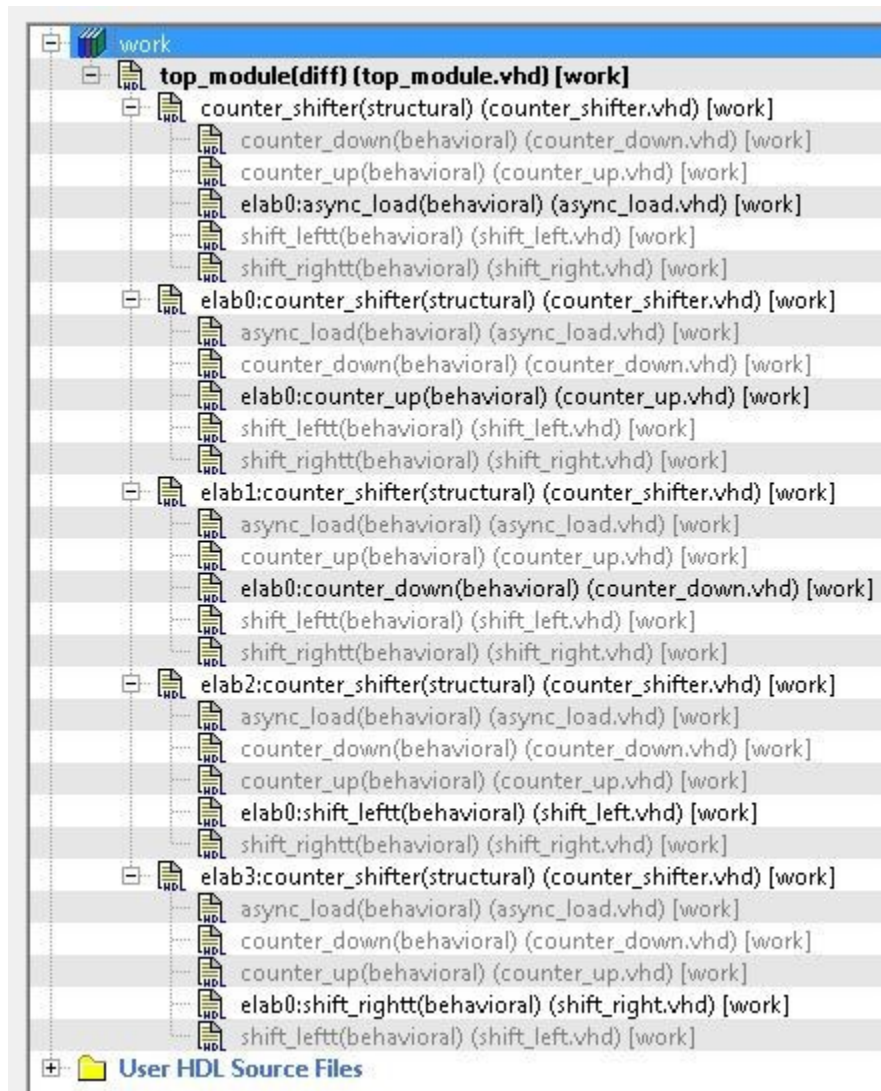 work
top_module(diff) (top_module.vhd) [work]
counter_shifter(structural) (counter_shifter.vhd) [work]
counter_down(behavioral) (counter_down.vhd) [work]
counter_up(behavioral) (counter_up.vhd) [work]
elab0:async_load(behavioral) (async_load.vhd) [work]
shift_leftt(behavioral) (shift_left.vhd) [work]
shift_rightt(behavioral) (shift_right.vhd) [work]
elab0:counter_shifter(structural) (counter_shifter.vhd) [work]
async_load(behavioral) (async_load.vhd) [work]
counter_down(behavioral) (counter_down.vhd) [work]
elab0:counter_up(behavioral) (counter_up.vhd) [work]
shift_leftt(behavioral) (shift_left.vhd) [work]
shift_rightt(behavioral) (shift_right.vhd) [work]
elab1:counter_shifter(structural) (counter_shifter.vhd) [work]
async_load(behavioral) (async_load.vhd) [work]
counter_up(behavioral) (counter_up.vhd) [work]
elab0:counter_down(behavioral) (counter_down.vhd) [work]
shift_leftt(behavioral) (shift_left.vhd) [work]
shift_rightt(behavioral) (shift_right.vhd) [work]
elab2:counter_shifter(structural) (counter_shifter.vhd) [work]
async_load(behavioral) (async_load.vhd) [work]
counter_down(behavioral) (counter_down.vhd) [work]
counter_up(behavioral) (counter_up.vhd) [work]
elab0:shift_leftt(behavioral) (shift_left.vhd) [work]
shift_rightt(behavioral) (shift_right.vhd) [work]
elab3:counter_shifter(structural) (counter_shifter.vhd) [work]
async_load(behavioral) (async_load.vhd) [work]
counter_down(behavioral) (counter_down.vhd) [work]
counter_up(behavioral) (counter_up.vhd) [work]
elab0:shift_rightt(behavioral) (shift_right.vhd) [work]
shift_leftt(behavioral) (shift_left.vhd) [work]
User HDL Source Files